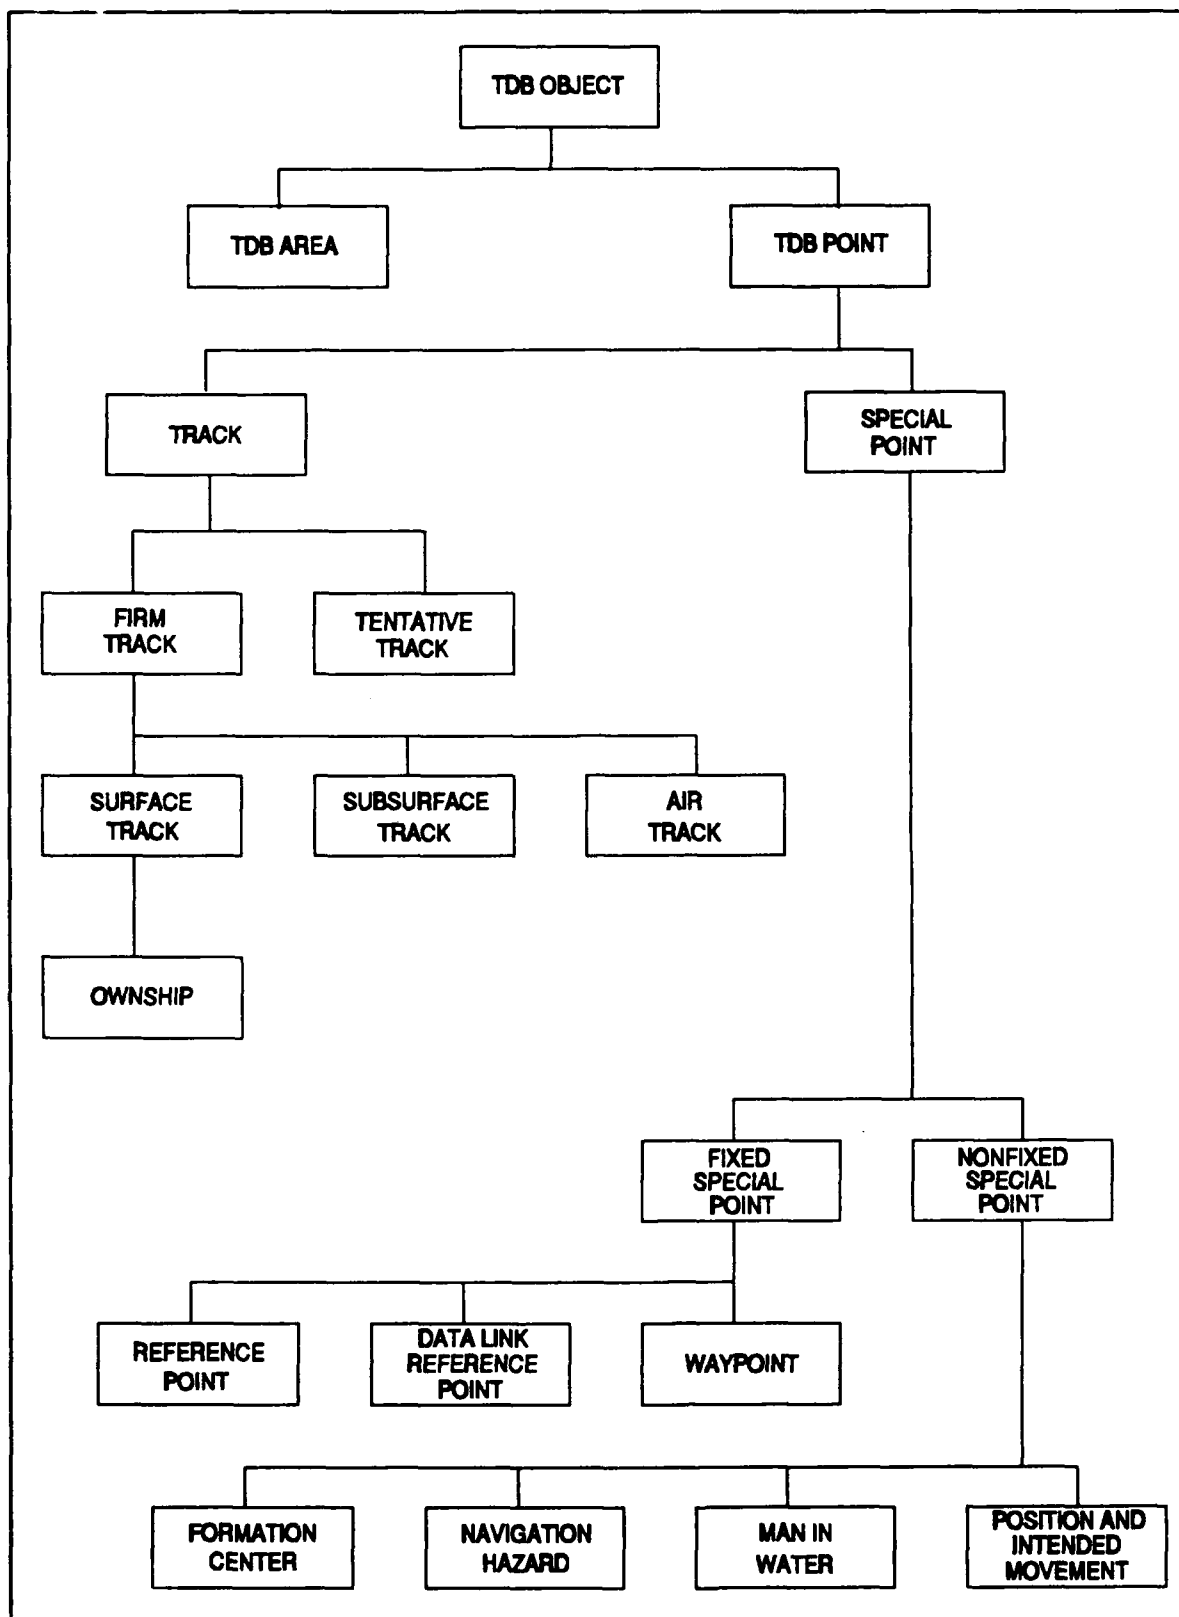 TDB OBJECT
TDB AREA
TDB POINT
TRACK
SPECIAL
POINT
FIRM
TRACK
TENTATIVE
TRACK
SURFACE
TRACK
SUBSURFACE
TRACK
AIR
TRACK
OWNSHIP
FIXED
SPECIAL
POINT
NONFIXED
SPECIAL
POINT
REFERENCE
POINT
DATA LINK
REFERENCE
POINT
WAYPOINT
FORMATION
CENTER
NAVIGATION
HAZARD
MAN IN
WATER
POSITION AND
INTENDED
MOVEMENT